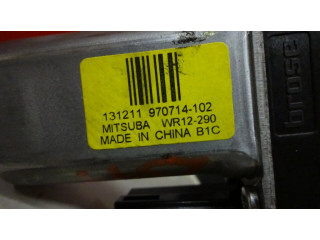 131211 970714-102
MITSUBA WR12-290
MADE IN CHINA B1C
brose